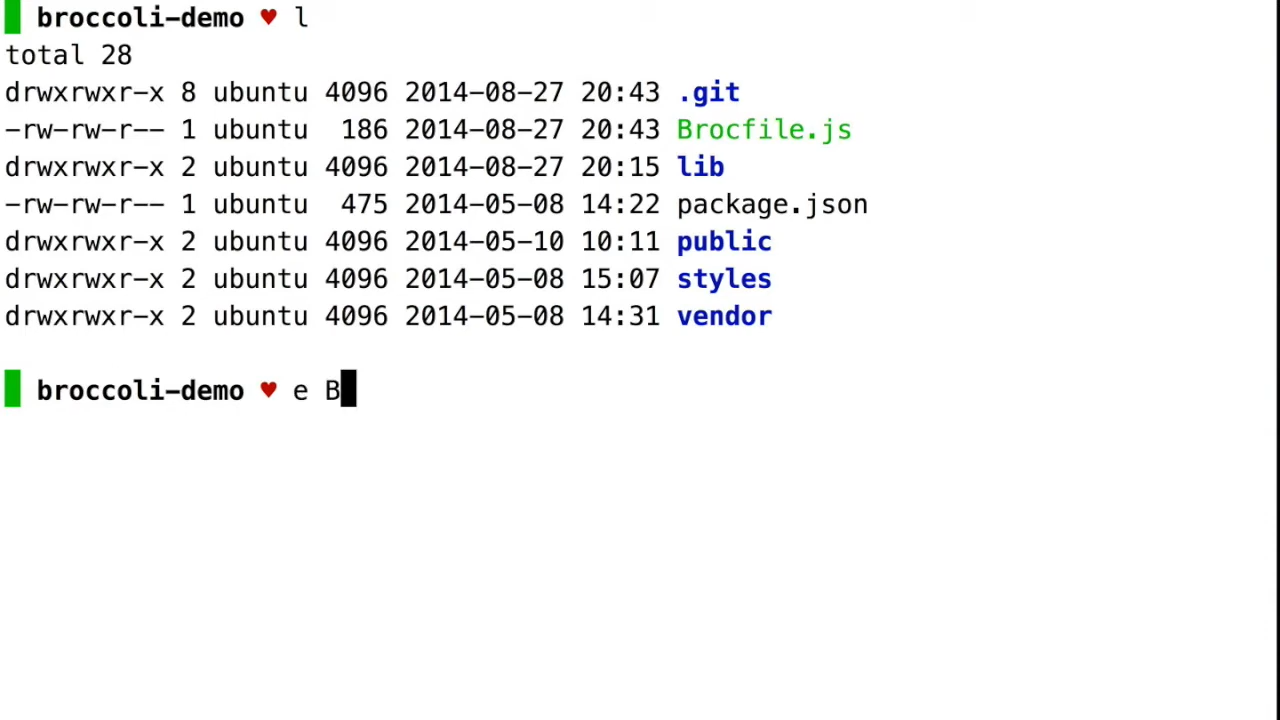 broccoli-demo ♥ l
total 28
drwxrwxr-x 8 ubuntu 4096 2014-08-27 20:43 .git
-rw-rw-r-- 1 ubuntu  186 2014-08-27 20:43 Brocfile.js
drwxrwxr-x 2 ubuntu 4096 2014-08-27 20:15 lib
-rw-rw-r-- 1 ubuntu  475 2014-05-08 14:22 package.json
drwxrwxr-x 2 ubuntu 4096 2014-05-10 10:11 public
drwxrwxr-x 2 ubuntu 4096 2014-05-08 15:07 styles
drwxrwxr-x 2 ubuntu 4096 2014-05-08 14:31 vendor
broccoli-demo ♥ e B